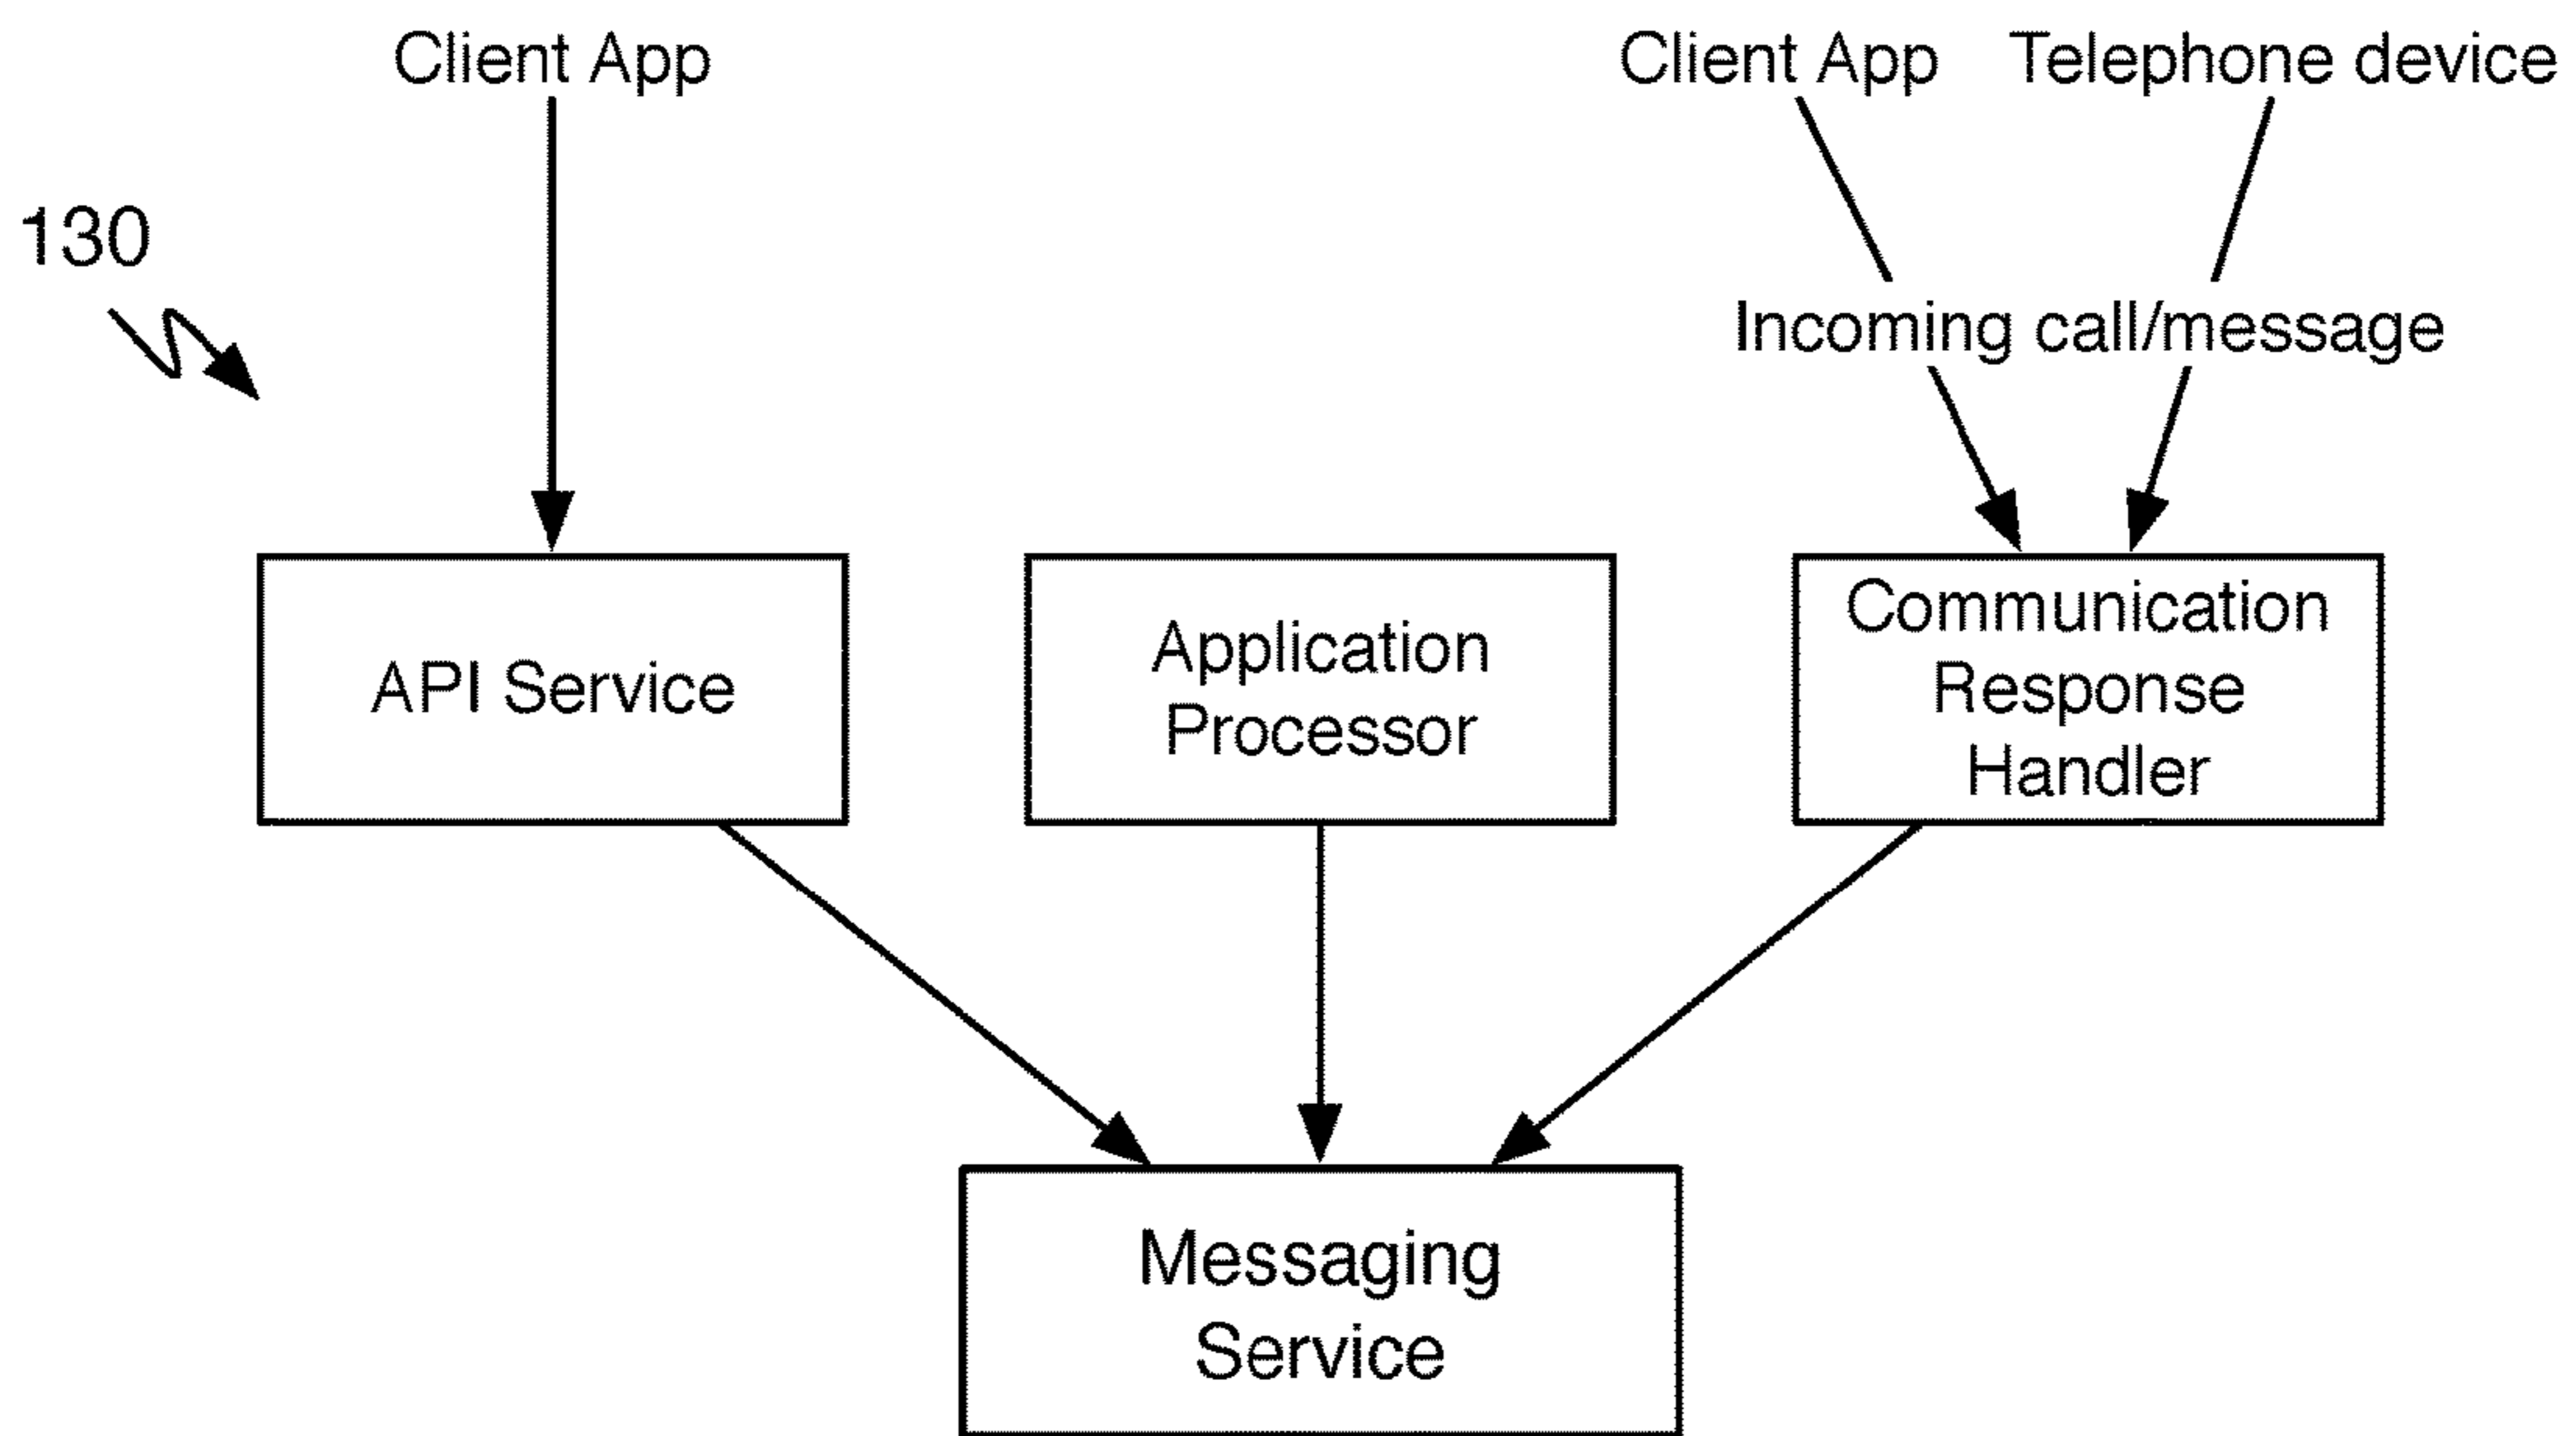 Client App
Client App
Telephone device
130
Incoming call/message
API Service
Application
Processor
Communication
Response
Handler
Messaging
Service